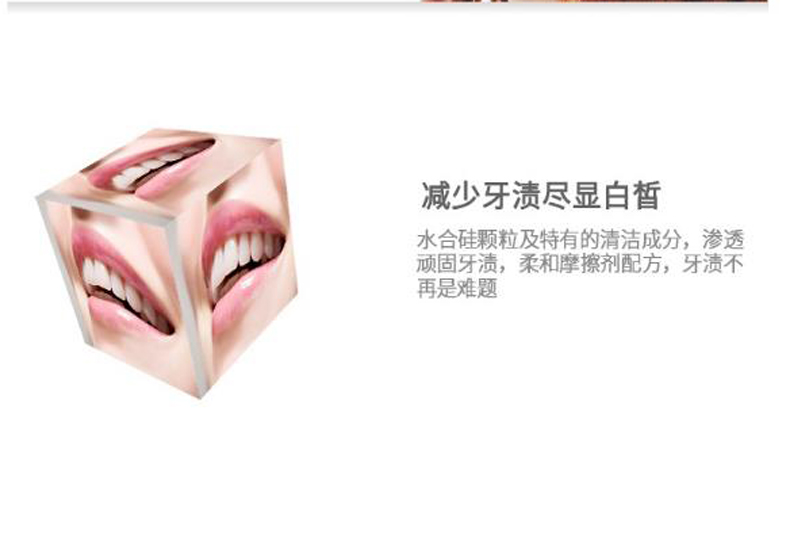 减少牙渍尽显白皙
水合硅颗粒及特有的清洁成分，渗透
顽固牙渍，柔和摩擦剂配方，牙渍不
再是难题